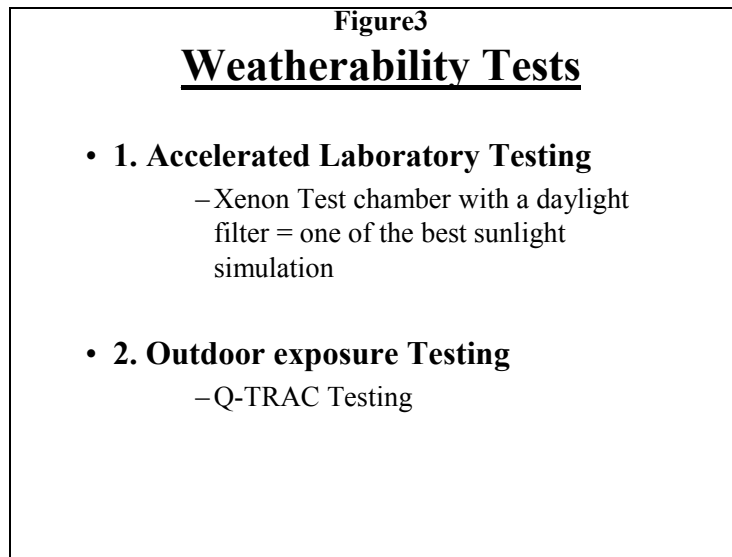 Figure3
Weatherability Tests
• 1. Accelerated Laboratory Testing
–Xenon Test chamber with a daylight
filter = one of the best sunlight
simulation
• 2. Outdoor exposure Testing
–Q-TRAC Testing